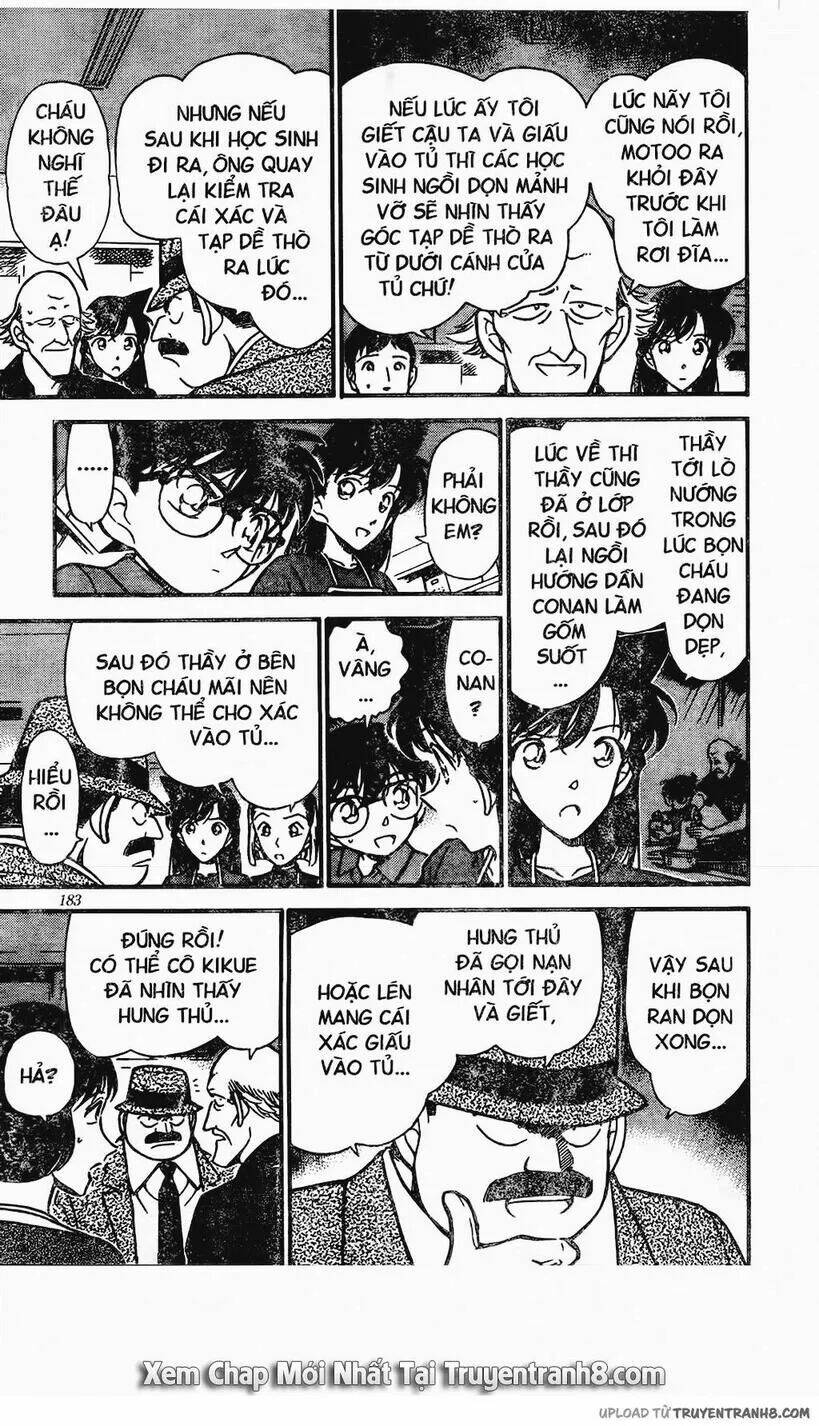 LÚC NÃY TÔI
CŨNG NÓI RỒI,
MOTOO RA
KHỎI ĐÂY
TRƯỚC KHI
TÔI LÀM
RƠI ĐĨA...
NẾU LÚC ẤY TÔI
GIẾT CẬU TA VÀ GIẤU
VÀO TỦ THÌ CÁC HỌC
SINH NGỒI DỌN MẢNH
VỠ SẼ NHÌN THẤY
GÓC TẠP DỀ THÒ RA
TỪ DƯỚI CÁNH CỬA
TỦ CHỨ!
NHƯNG NẾU
SAU KHI HỌC SINH
ĐI RA, ÔNG QUAY
LẠI KIỂM TRA
CÁI XÁC VÀ
TẠP DỀ THÒ
RA LÚC
ĐÓ...
CHÁU
KHÔNG
NGHĨ
THẾ
ĐÂU
Ạ!
THẦY
TỚI LÒ
NƯỚNG
TRONG
LÚC BỌN
CHÁU
ĐANG
DỌN
DẸP,
LÚC VỀ THÌ
THẦY CŨNG
ĐÃ Ở LỚP
RỒI, SAU ĐÓ
LẠI NGỒI
HƯỚNG DẪN
CONAN LÀM
GỐM
SUỐT
...
PHẢI
KHÔNG
EM?
......
CO-
NAN
?
À,
VÂNG
...
SAU ĐÓ THẦY Ở BÊN
BỌN CHÁU MÃI NÊN
KHÔNG THỂ CHO XÁC
VÀO TỦ...
HIỂU
RỒI
...
183
VẬY SAU
KHI BỌN
RAN DỌN
XONG...
HUNG THỦ
ĐÃ GỌI NẠN
NHÂN TỚI ĐÂY
VÀ GIẾT,
HOẶC LÉN
MANG CÁI
XÁC GIẤU
VÀO TỦ...
ĐÚNG RỒI!
CÓ THỂ CÔ KIKUE
ĐÃ NHÌN THẤY
HUNG THỦ...
HẢ?
Xem Chap Mới Nhất Tại Truyentranh8.com
UPLOAD TỪ TRUYENTRANH8.COM